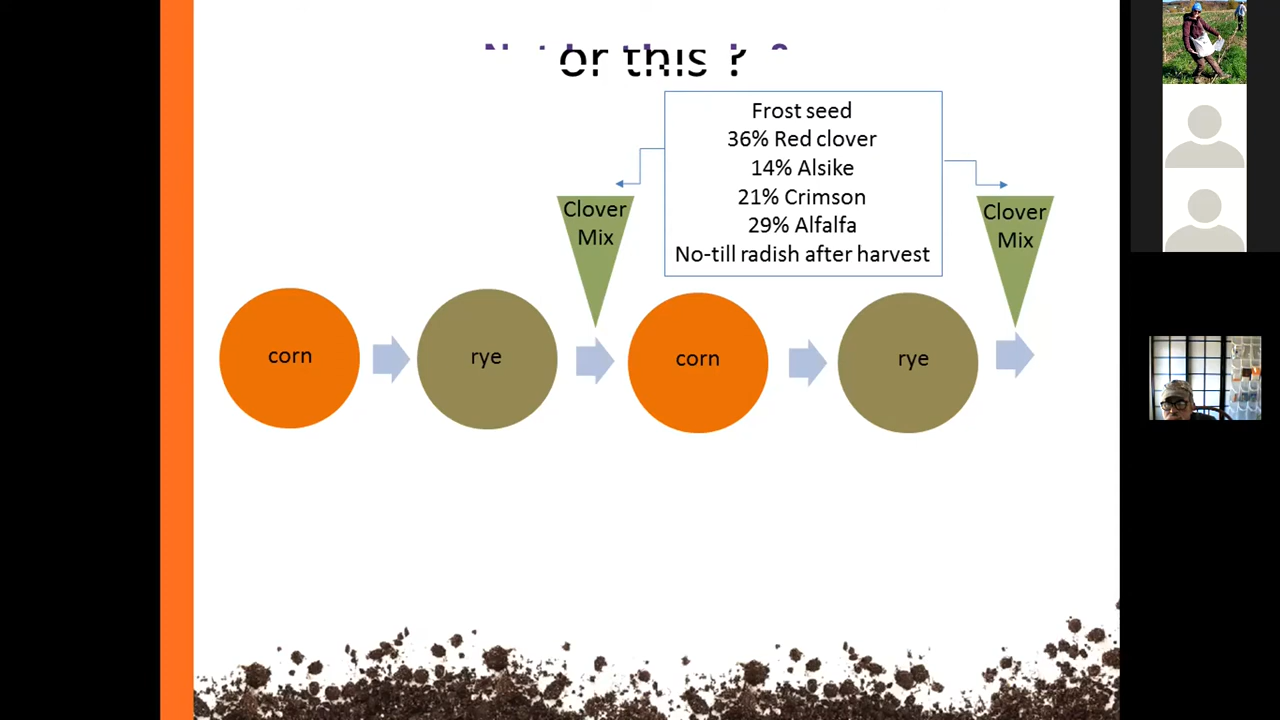 or this ?
Frost seed
36% Red clover
14% Alsike
21% Crimson
29% Alfalfa
No-till radish after harvest
Clover
Mix
Clover
Mix
corn
rye
corn
rye